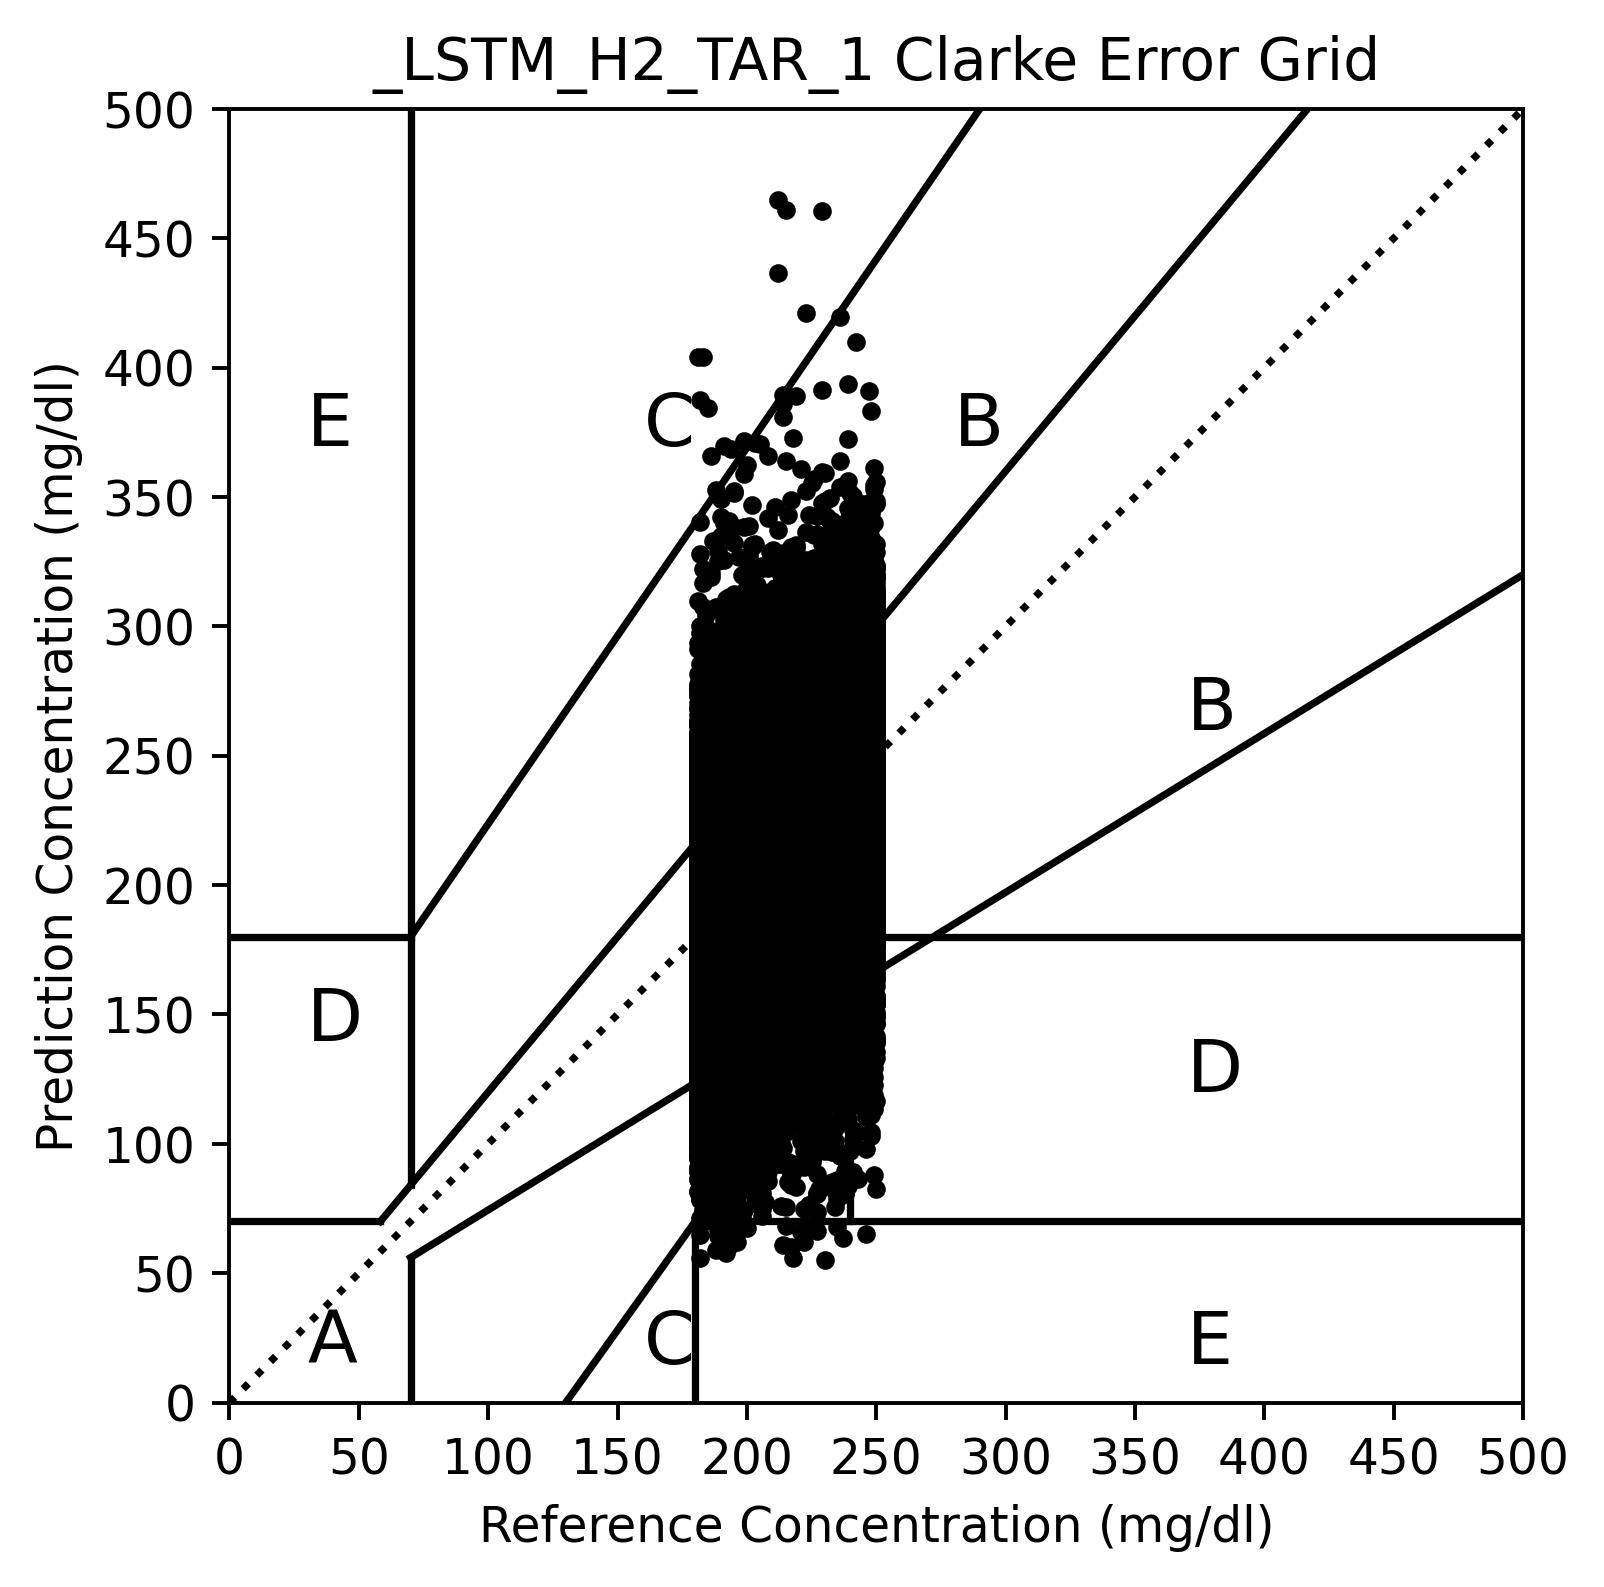 _LSTM_H2_TAR_1 Clarke Error Grid
Prediction Concentration (mg/dl)
500
450
400
350
300
250
200
150
100
50
0
E
C
B
B
D
D
A
C
E
0 50 100 150 200 250 300 350 400 450 500
Reference Concentration (mg/dl)